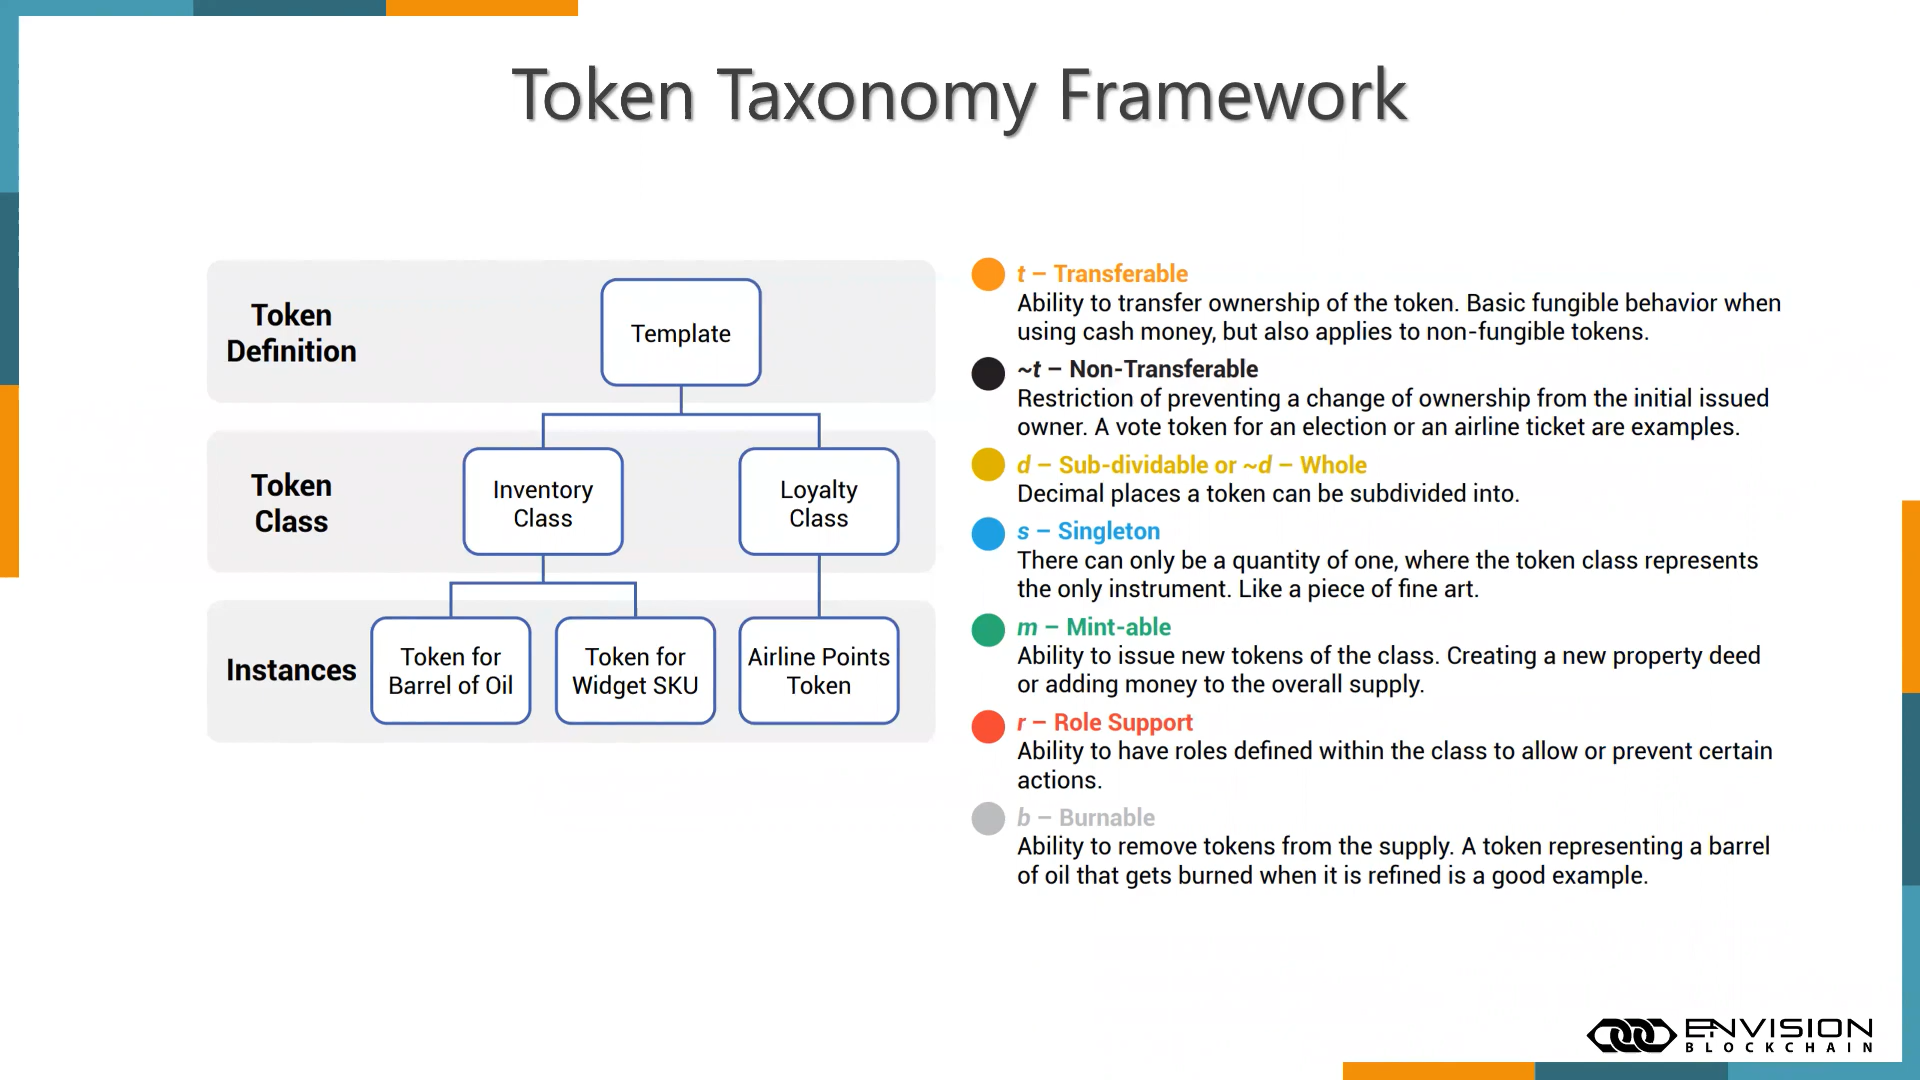 Token Taxonomy Framework
Token
Definition
Template
Token
Class
Inventory
Class
Loyalty
Class
Instances
Token for
Barrel of Oil
Token for
Widget SKU
Airline Points
Token
t – Transferable
Ability to transfer ownership of the token. Basic fungible behavior when
using cash money, but also applies to non-fungible tokens.
~t – Non-Transferable
Restriction of preventing a change of ownership from the initial issued
owner. A vote token for an election or an airline ticket are examples.
d – Sub-dividable or ~d – Whole
Decimal places a token can be subdivided into.
s – Singleton
There can only be a quantity of one, where the token class represents
the only instrument. Like a piece of fine art.
m – Mint-able
Ability to issue new tokens of the class. Creating a new property deed
or adding money to the overall supply.
r – Role Support
Ability to have roles defined within the class to allow or prevent certain
actions.
b – Burnable
Ability to remove tokens from the supply. A token representing a barrel
of oil that gets burned when it is refined is a good example.
ENVISION
BLOCKCHAIN